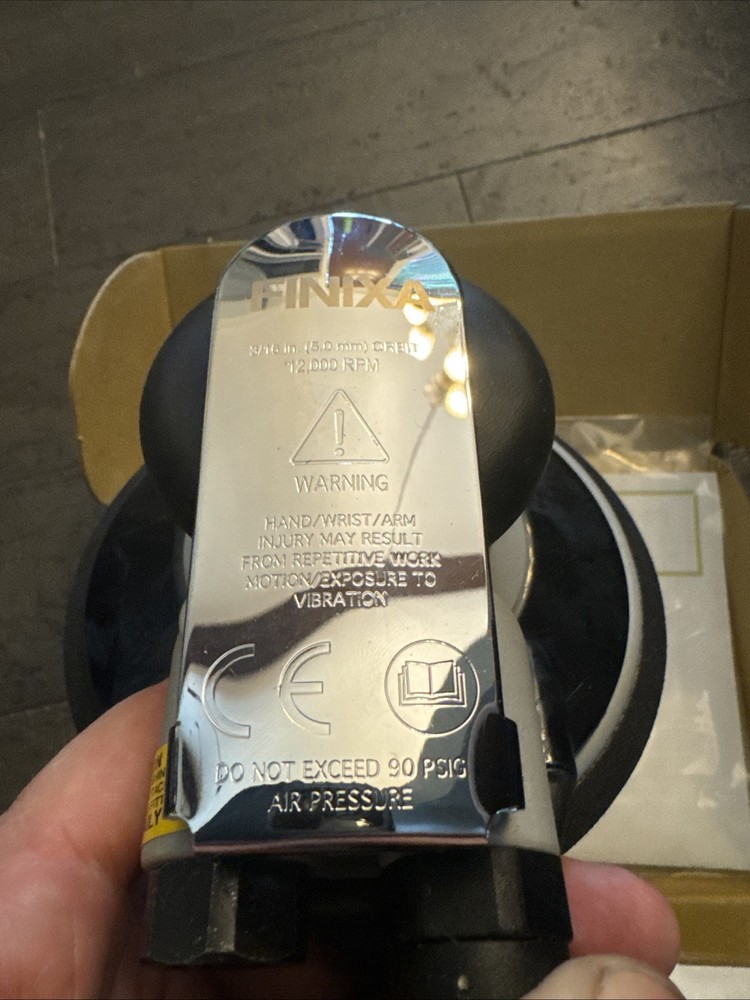 FINIXA
3/16 in. (5.0 mm) ORBIT
12,000 RPM
WARNING
HAND/WRIST/ARM
INJURY MAY RESULT
FROM REPETITIVE WORK
MOTION/EXPOSURE TO
VIBRATION
CE
DO NOT EXCEED 90 PSIG
AIR PRESSURE